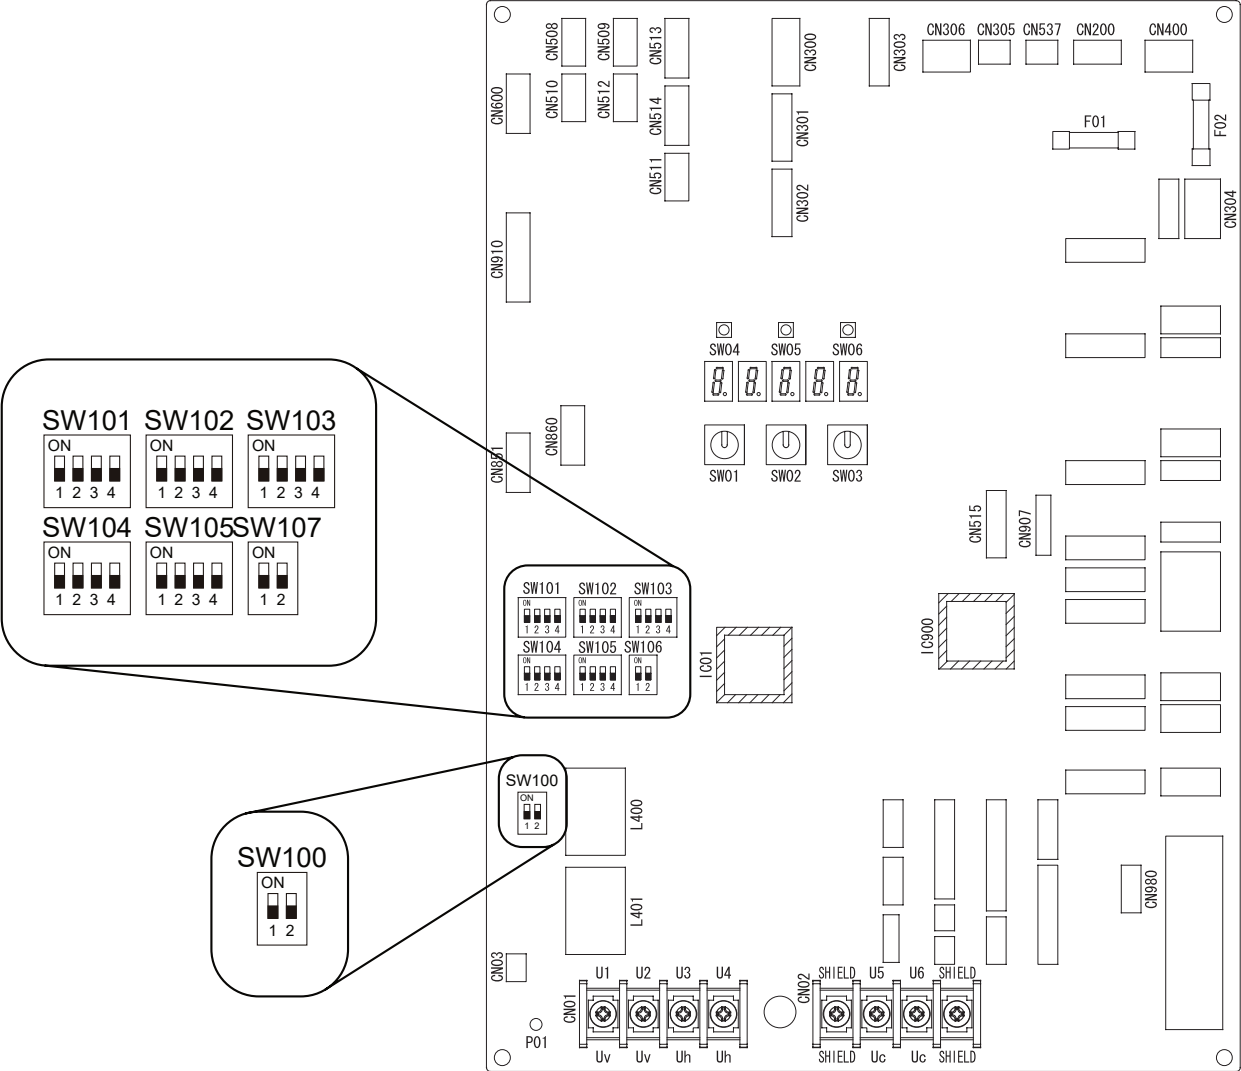 CN508
CN509
CN513
CN300
CN303
CN306
CN305
CN537
CN200
CN400
CN600
CN510
CN512
CN514
CN301
F01
F02
CN511
CN302
CN304
CN910
SW04
SW05
SW06
8.
8.
8.
8.
8.
CN860
CN851
SW01
SW02
SW03
CN515
CN907
SW101
SW102
SW103
ON
ON
ON
1 2 3 4
1 2 3 4
1 2 3 4
SW104
SW105
SW107
ON
ON
ON
1 2 3 4
1 2 3 4
1 2
SW101
SW102
SW103
ON
ON
ON
1 2 3 4
1 2 3 4
1 2 3 4
SW104
SW105
SW106
ON
ON
ON
1 2 3 4
1 2 3 4
1 2
IC01
IC900
SW100
ON
1 2
L400
SW100
ON
1 2
L401
CN980
CN03
CN01
U1
U2
U3
U4
CN02
SHIELD
U5
U6
SHIELD
P01
Uv
Uv
Uh
Uh
SHIELD
Uc
Uc
SHIELD